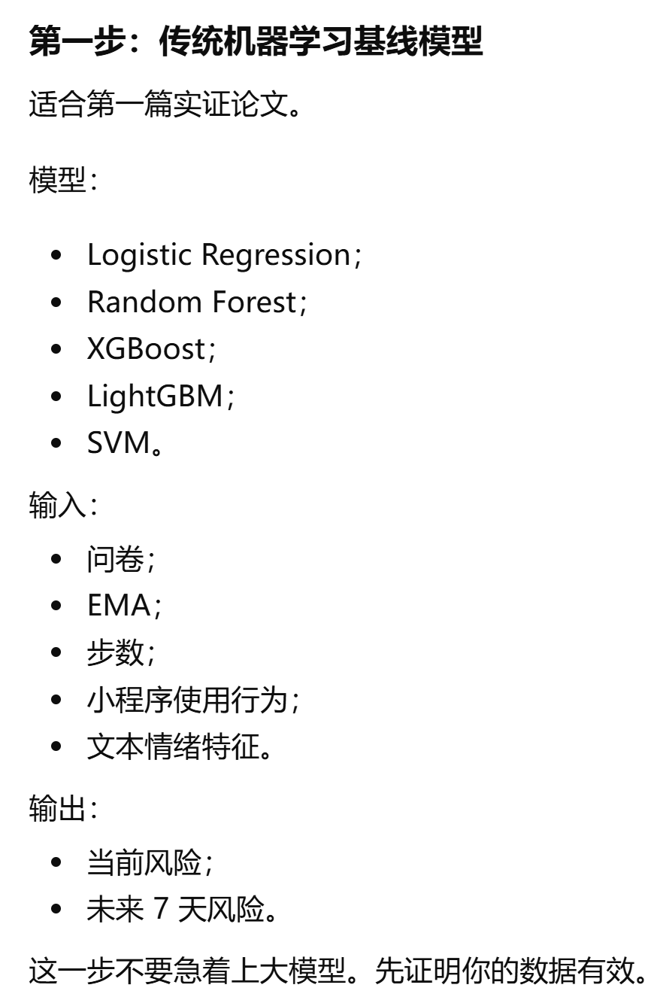 第一步：传统机器学习基线模型
适合第一篇实证论文。
模型：
• Logistic Regression；
• Random Forest；
• XGBoost；
• LightGBM；
• SVM。
输入：
• 问卷；
• EMA；
• 步数；
• 小程序使用行为；
• 文本情绪特征。
输出：
• 当前风险；
• 未来 7 天风险。
这一步不要急着上大模型。先证明你的数据有效。